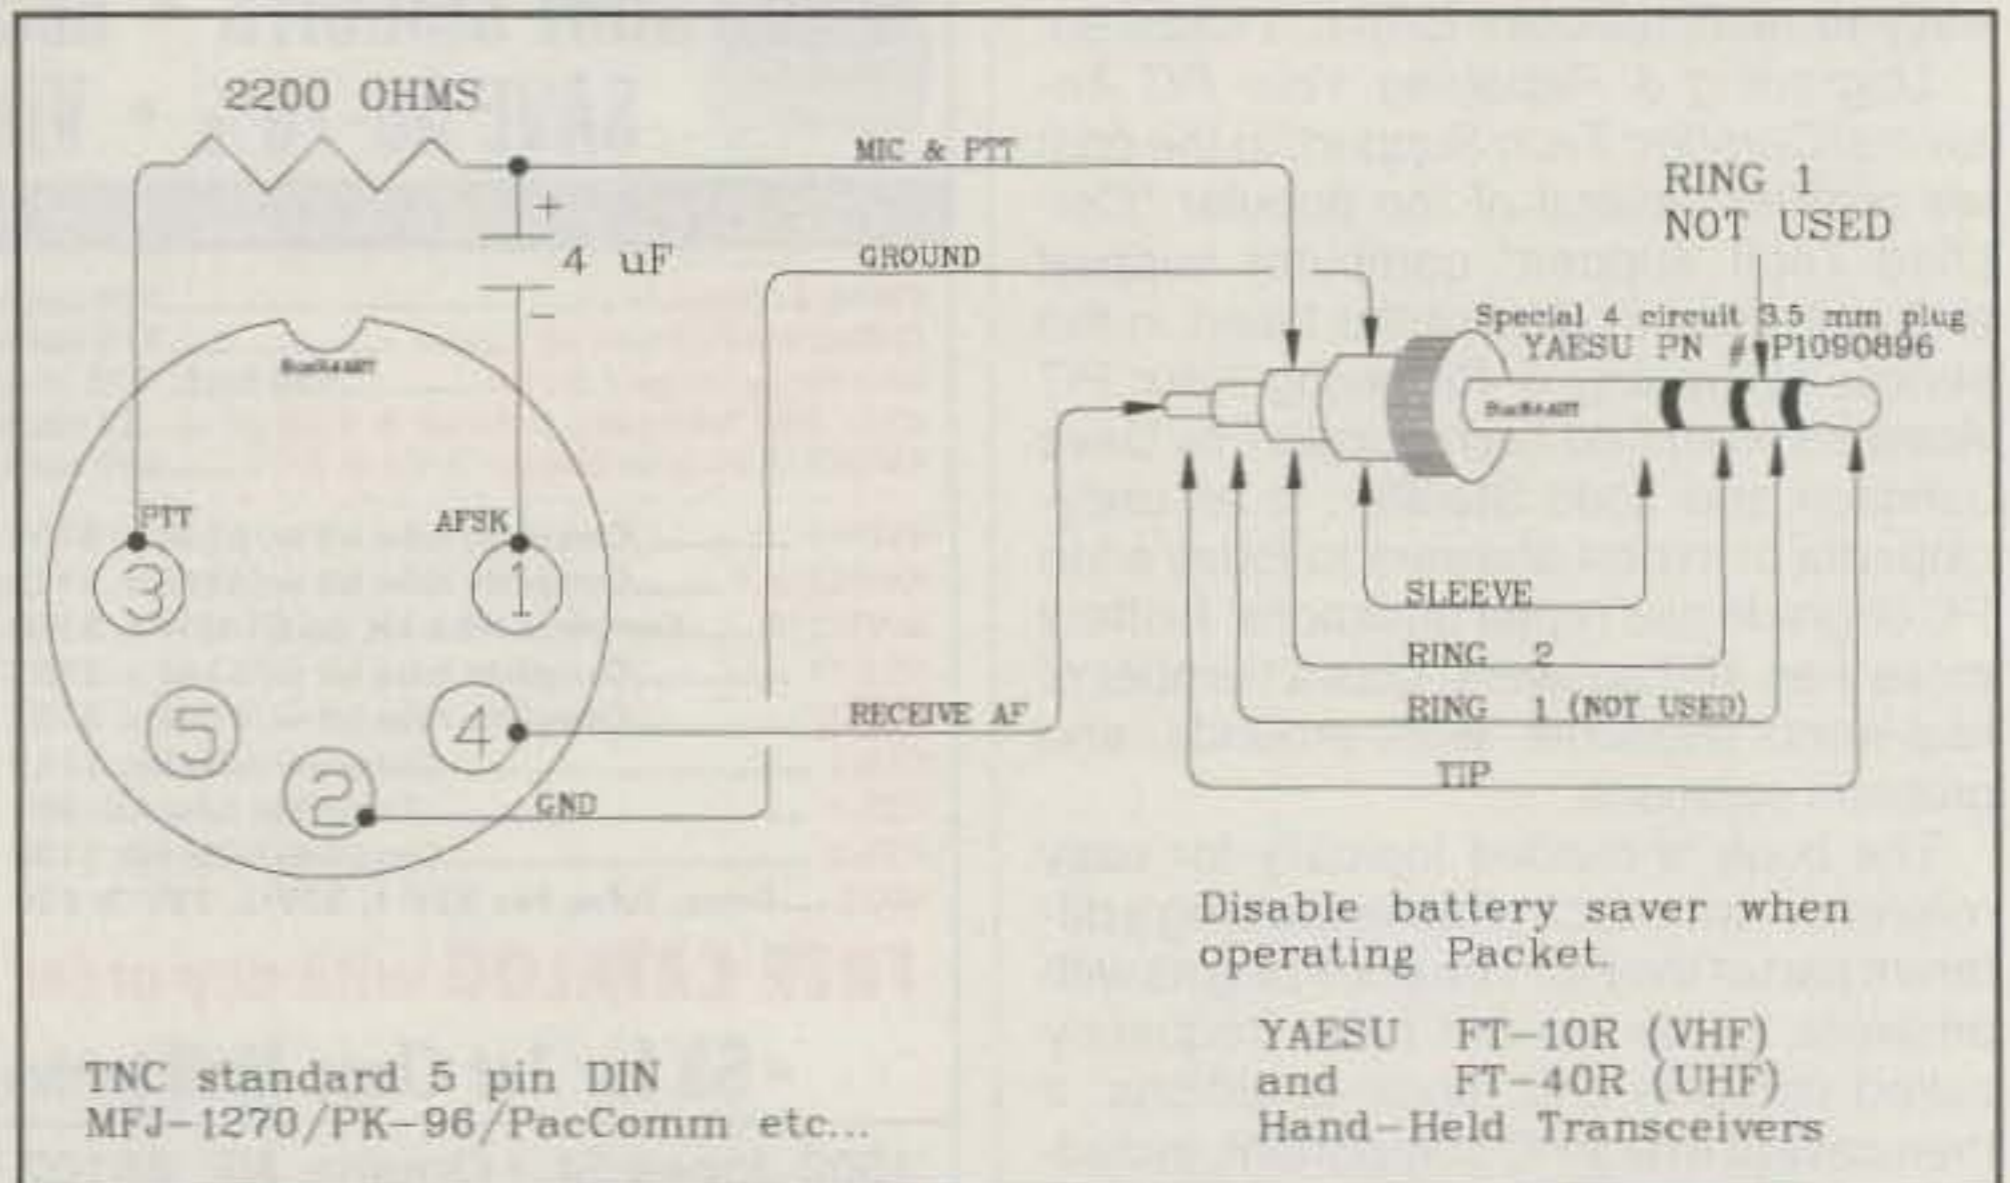 2200 OHMS
MIC & PTT
RING 1
NOT USED
+
4 uF
GROUND
-
Special 4 circuit 3.5 mm plug
YAESU PN # P1090896
PTT
AFSK
3
1
SLEEVE
RING 2
RING 1 (NOT USED)
5
4
RECEIVE AF
TIP
2
GND
Disable battery saver when
operating Packet.
YAESU FT-10R (VHF)
and FT-40R (UHF)
Hand-Held Transceivers
TNC standard 5 pin DIN
MFJ-1270/PK-96/PacComm etc...